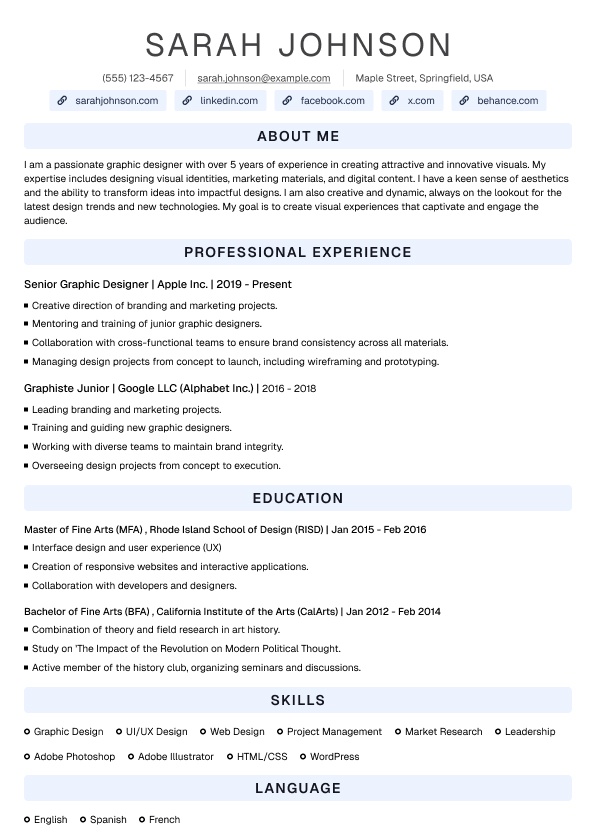 SARAH JOHNSON
(555) 123-4567 sarah.johnson@example.com Maple Street, Springfield, USA
sarahjohnson.com linkedin.com facebook.com x.com behance.com
ABOUT ME
I am a passionate graphic designer with over 5 years of experience in creating attractive and innovative visuals. My
expertise includes designing visual identities, marketing materials, and digital content. I have a keen sense of aesthetics
and the ability to transform ideas into impactful designs. I am also creative and dynamic, always on the lookout for the
latest design trends and new technologies. My goal is to create visual experiences that captivate and engage the
audience.
PROFESSIONAL EXPERIENCE
Senior Graphic Designer | Apple Inc. | 2019 - Present
Creative direction of branding and marketing projects.
Mentoring and training of junior graphic designers.
Collaboration with cross-functional teams to ensure brand consistency across all materials.
Managing design projects from concept to launch, including wireframing and prototyping.
Graphiste Junior | Google LLC (Alphabet Inc.) | 2016 - 2018
Leading branding and marketing projects.
Training and guiding new graphic designers.
Working with diverse teams to maintain brand integrity.
Overseeing design projects from concept to execution.
EDUCATION
Master of Fine Arts (MFA) , Rhode Island School of Design (RISD) | Jan 2015 - Feb 2016
Interface design and user experience (UX)
Creation of responsive websites and interactive applications.
Collaboration with developers and designers.
Bachelor of Fine Arts (BFA) , California Institute of the Arts (CalArts) | Jan 2012 - Feb 2014
Combination of theory and field research in art history.
Study on 'The Impact of the Revolution on Modern Political Thought.
Active member of the history club, organizing seminars and discussions.
SKILLS
Graphic Design UI/UX Design Web Design Project Management Market Research Leadership
Adobe Photoshop Adobe Illustrator HTML/CSS WordPress
LANGUAGE
English Spanish French